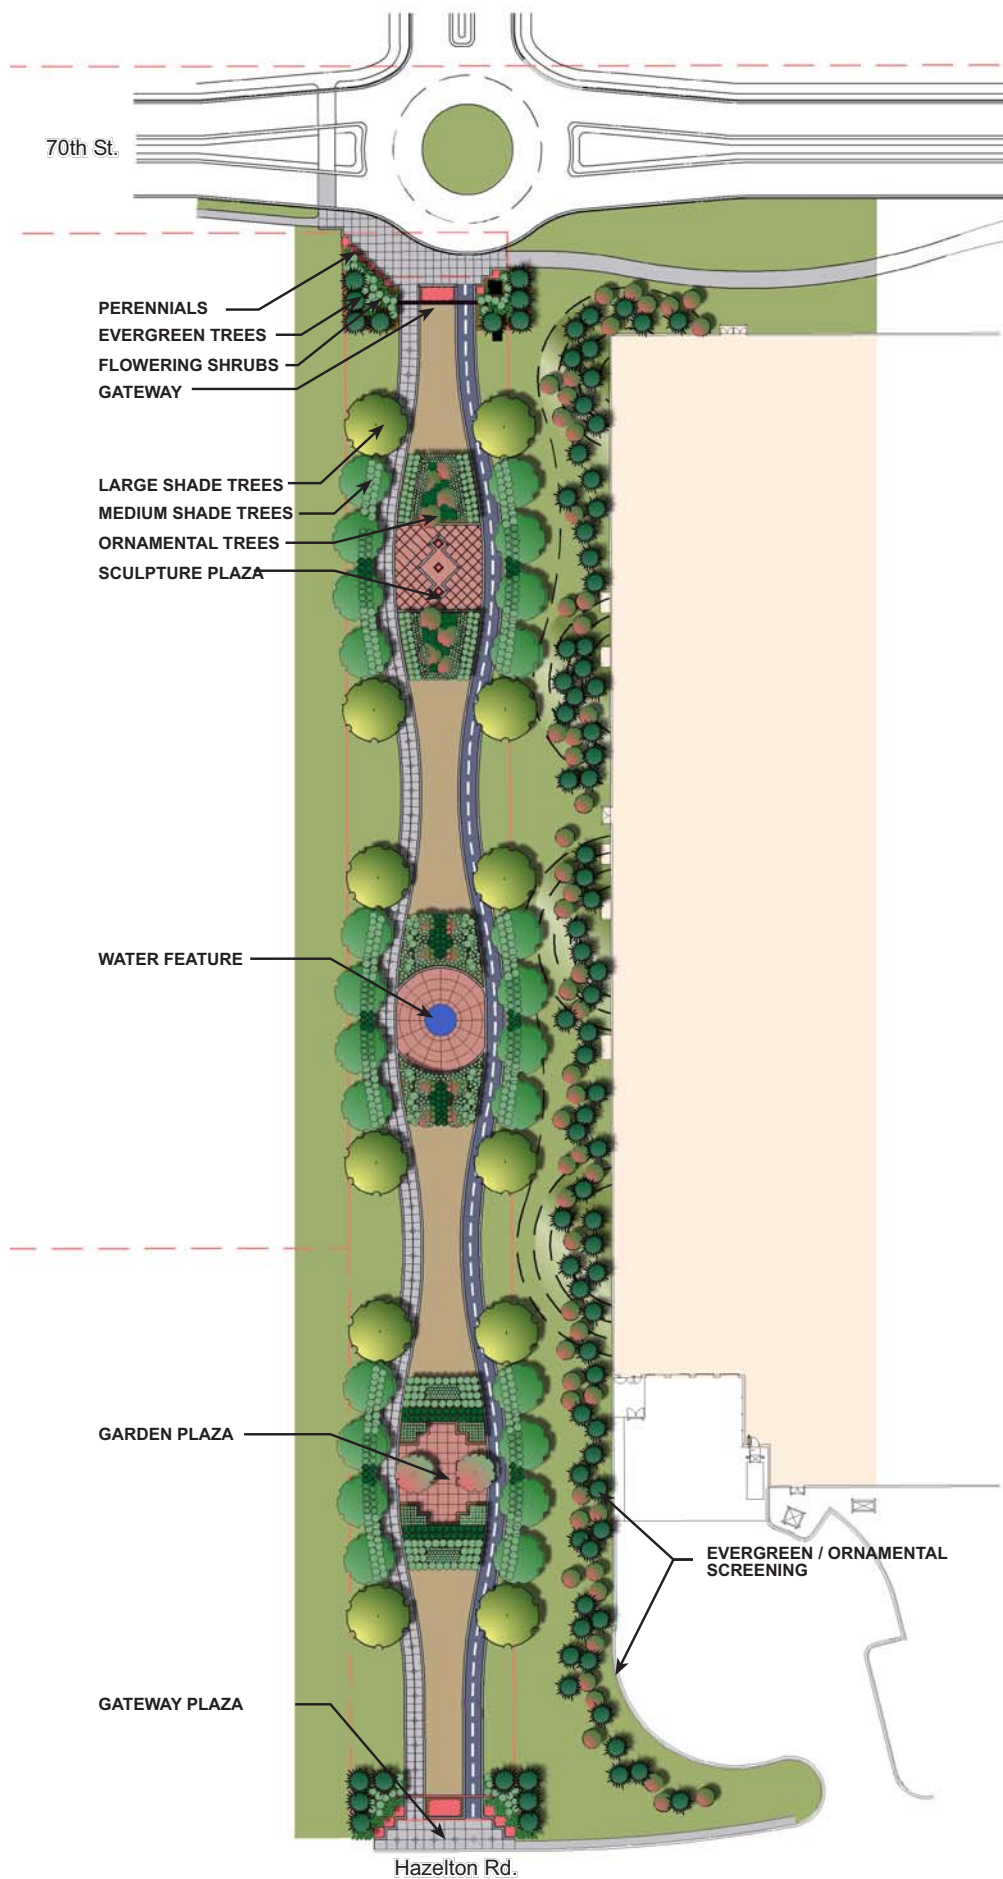 70th St.
PERENNIALS
EVERGREEN TREES
FLOWERING SHRUBS
GATEWAY
LARGE SHADE TREES
MEDIUM SHADE TREES
ORNAMENTAL TREES
SCULPTURE PLAZA
WATER FEATURE
GARDEN PLAZA
EVERGREEN / ORNAMENTAL
SCREENING
GATEWAY PLAZA
Hazelton Rd.